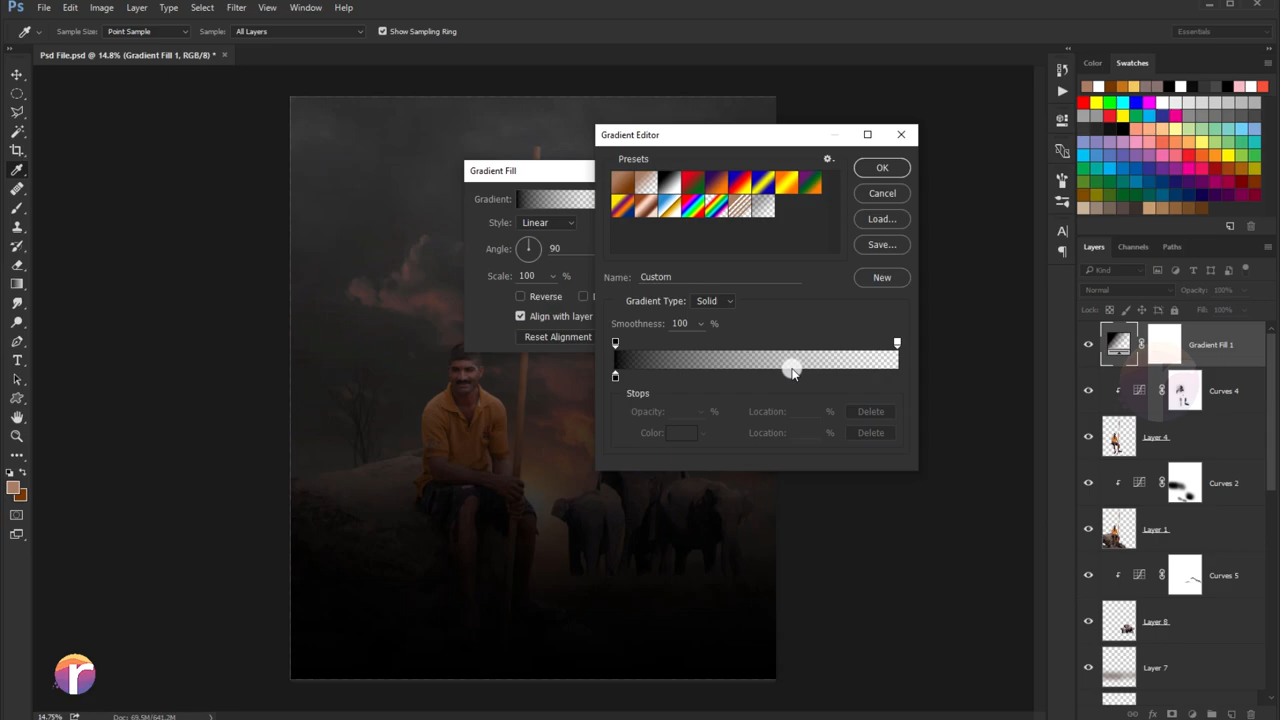 Ps File Edit Image Layer Type Select Filter View Window Help
Sample Size: Point Sample Sample: All Layers Show Sampling Ring Essentials
Psd File.psd @ 14.8% (Gradient Fill 1, RGB/8) * ×
Color Swatches
Gradient Editor
Presets
OK
Cancel
Load...
Save...
Name: Custom New
Gradient Type: Solid
Smoothness: 100 %
Stops
Opacity: % Location: % Delete
Color: Location: % Delete
Gradient Fill
Gradient:
Style: Linear
Angle: 90
Scale: 100 %
Reverse
Align with layer
Reset Alignment
Layers Channels Paths
Kind
Normal Opacity: 100%
Lock: Fill: 100%
Gradient Fill 1
Curves 4
Layer 4
Curves 2
Layer 1
Curves 5
Layer 8
Layer 7
14.75% Doc: 69.5M/641.2M